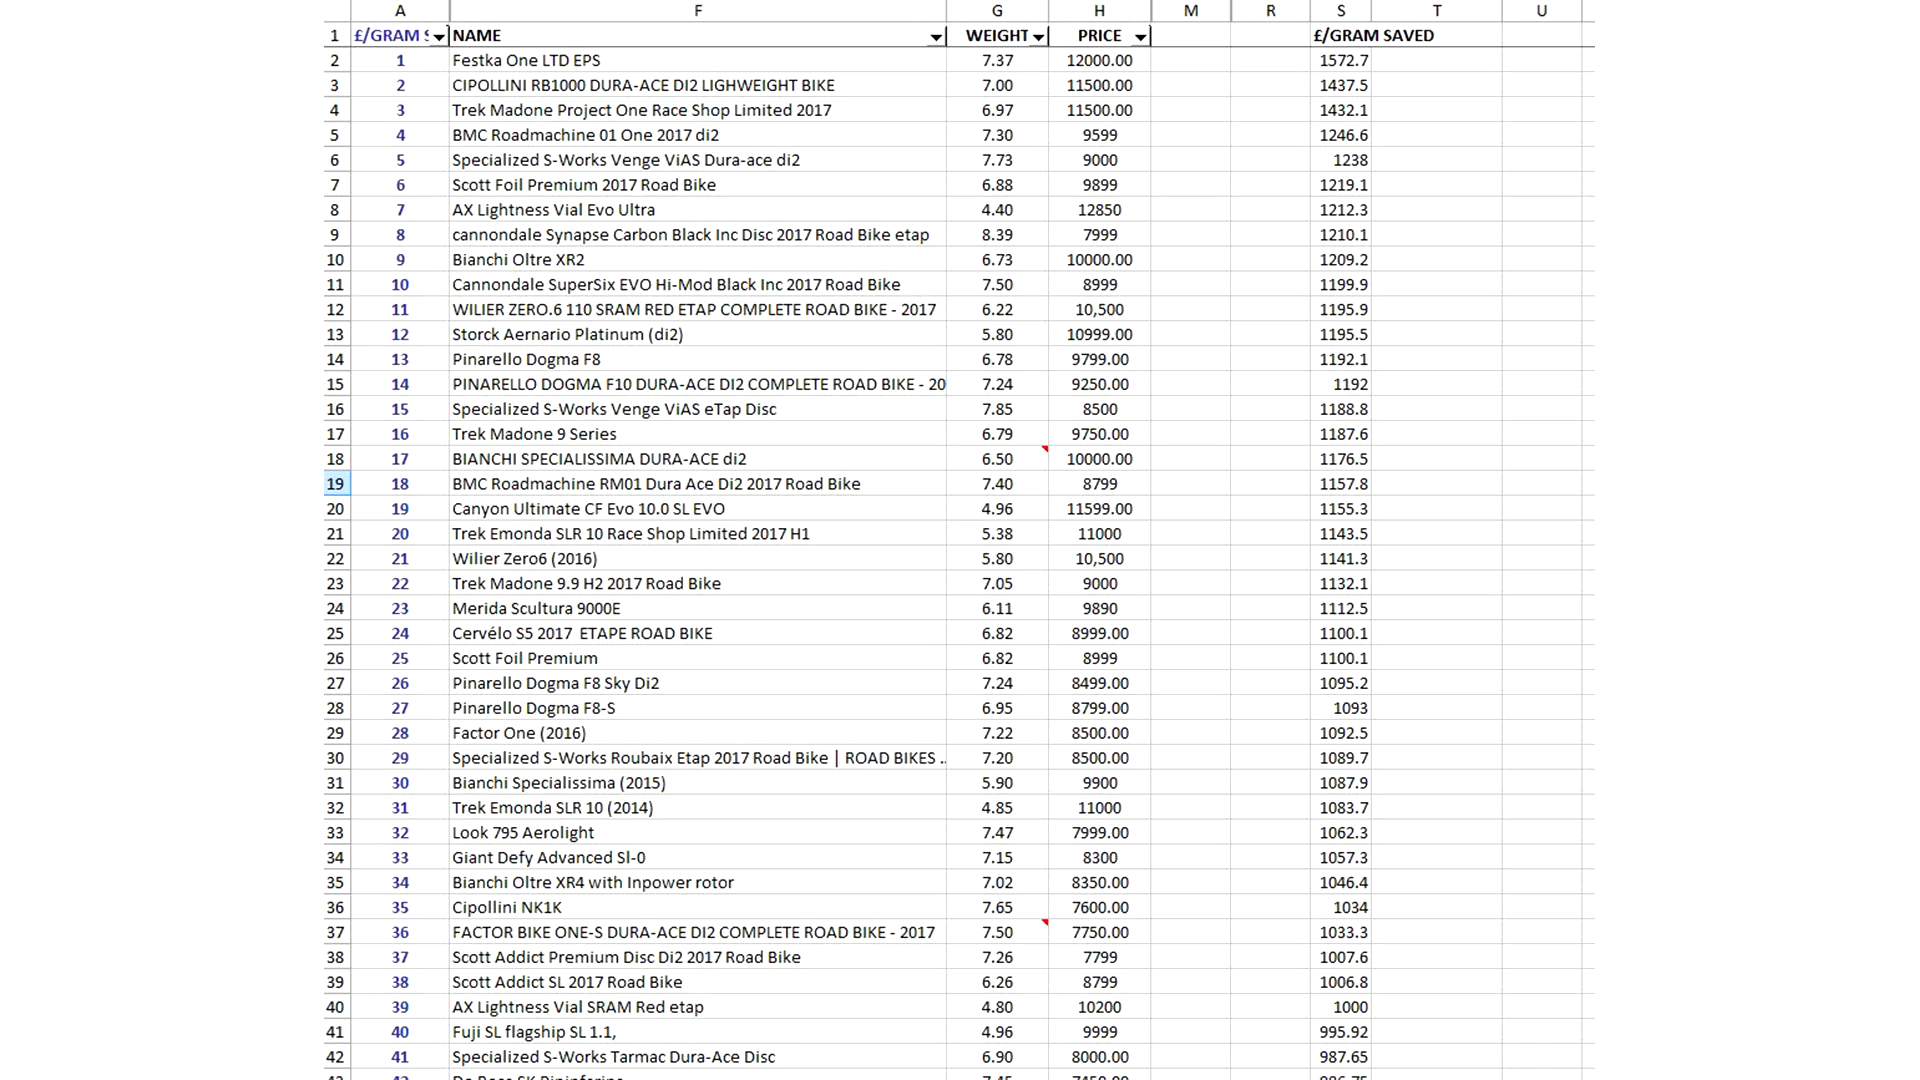 A F G H M R S T U
1 £/GRAM S NAME WEIGHT PRICE £/GRAM SAVED
2 1 Festka One LTD EPS 7.37 12000.00 1572.7
3 2 CIPOLLINI RB1000 DURA-ACE DI2 LIGHWEIGHT BIKE 7.00 11500.00 1437.5
4 3 Trek Madone Project One Race Shop Limited 2017 6.97 11500.00 1432.1
5 4 BMC Roadmachine 01 One 2017 di2 7.30 9599 1246.6
6 5 Specialized S-Works Venge ViAS Dura-ace di2 7.73 9000 1238
7 6 Scott Foil Premium 2017 Road Bike 6.88 9899 1219.1
8 7 AX Lightness Vial Evo Ultra 4.40 12850 1212.3
9 8 cannondale Synapse Carbon Black Inc Disc 2017 Road Bike etap 8.39 7999 1210.1
10 9 Bianchi Oltre XR2 6.73 10000.00 1209.2
11 10 Cannondale SuperSix EVO Hi-Mod Black Inc 2017 Road Bike 7.50 8999 1199.9
12 11 WILIER ZERO.6 110 SRAM RED ETAP COMPLETE ROAD BIKE - 2017 6.22 10,500 1195.9
13 12 Storck Aernario Platinum (di2) 5.80 10999.00 1195.5
14 13 Pinarello Dogma F8 6.78 9799.00 1192.1
15 14 PINARELLO DOGMA F10 DURA-ACE DI2 COMPLETE ROAD BIKE - 20 7.24 9250.00 1192
16 15 Specialized S-Works Venge ViAS eTap Disc 7.85 8500 1188.8
17 16 Trek Madone 9 Series 6.79 9750.00 1187.6
18 17 BIANCHI SPECIALISSIMA DURA-ACE di2 6.50 10000.00 1176.5
19 18 BMC Roadmachine RM01 Dura Ace Di2 2017 Road Bike 7.40 8799 1157.8
20 19 Canyon Ultimate CF Evo 10.0 SL EVO 4.96 11599.00 1155.3
21 20 Trek Emonda SLR 10 Race Shop Limited 2017 H1 5.38 11000 1143.5
22 21 Wilier Zero6 (2016) 5.80 10,500 1141.3
23 22 Trek Madone 9.9 H2 2017 Road Bike 7.05 9000 1132.1
24 23 Merida Scultura 9000E 6.11 9890 1112.5
25 24 Cervélo S5 2017 ETAPE ROAD BIKE 6.82 8999.00 1100.1
26 25 Scott Foil Premium 6.82 8999 1100.1
27 26 Pinarello Dogma F8 Sky Di2 7.24 8499.00 1095.2
28 27 Pinarello Dogma F8-S 6.95 8799.00 1093
29 28 Factor One (2016) 7.22 8500.00 1092.5
30 29 Specialized S-Works Roubaix Etap 2017 Road Bike | ROAD BIKES .. 7.20 8500.00 1089.7
31 30 Bianchi Specialissima (2015) 5.90 9900 1087.9
32 31 Trek Emonda SLR 10 (2014) 4.85 11000 1083.7
33 32 Look 795 Aerolight 7.47 7999.00 1062.3
34 33 Giant Defy Advanced Sl-0 7.15 8300 1057.3
35 34 Bianchi Oltre XR4 with Inpower rotor 7.02 8350.00 1046.4
36 35 Cipollini NK1K 7.65 7600.00 1034
37 36 FACTOR BIKE ONE-S DURA-ACE DI2 COMPLETE ROAD BIKE - 2017 7.50 7750.00 1033.3
38 37 Scott Addict Premium Disc Di2 2017 Road Bike 7.26 7799 1007.6
39 38 Scott Addict SL 2017 Road Bike 6.26 8799 1006.8
40 39 AX Lightness Vial SRAM Red etap 4.80 10200 1000
41 40 Fuji SL flagship SL 1.1, 4.96 9999 995.92
42 41 Specialized S-Works Tarmac Dura-Ace Disc 6.90 8000.00 987.65